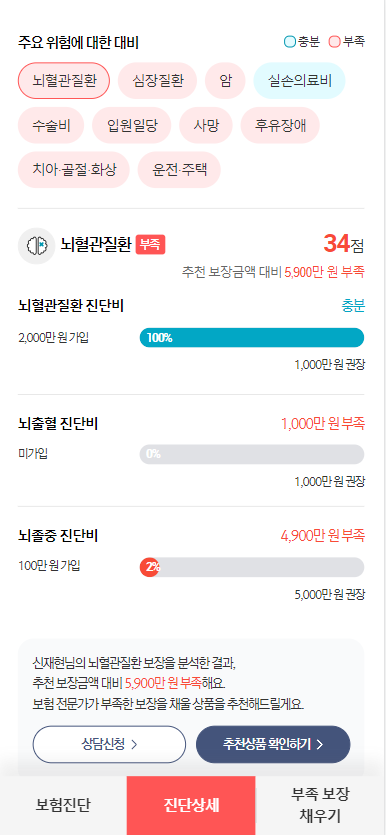 주요 위험에 대한 대비 충분 부족
뇌혈관질환 심장질환 암 실손의료비
수술비 입원일당 사망 후유장애
치아·골절·화상 운전·주택
뇌혈관질환 부족 34점
추천 보장금액 대비 5,900만 원 부족
뇌혈관질환 진단비 충분
2,000만 원 가입 100%
1,000만 원 권장
뇌출혈 진단비 1,000만 원 부족
미가입 0%
1,000만 원 권장
뇌졸중 진단비 4,900만 원 부족
100만 원 가입 2%
5,000만 원 권장
신재현님의 뇌혈관질환 보장을 분석한 결과,
추천 보장금액 대비 5,900만 원 부족해요.
보험 전문가가 부족한 보장을 채울 상품을 추천해드릴게요.
상담신청 > 추천상품 확인하기 >
보험진단 진단상세 부족 보장
채우기